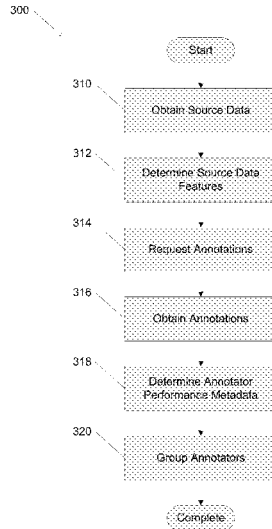 300
Start
310
Obtain Source Data
312
Determine Source Data
Features
314
Request Annotations
316
Obtain Annotations
318
Determine Annotator
Performance Metadata
320
Group Annotators
Complete